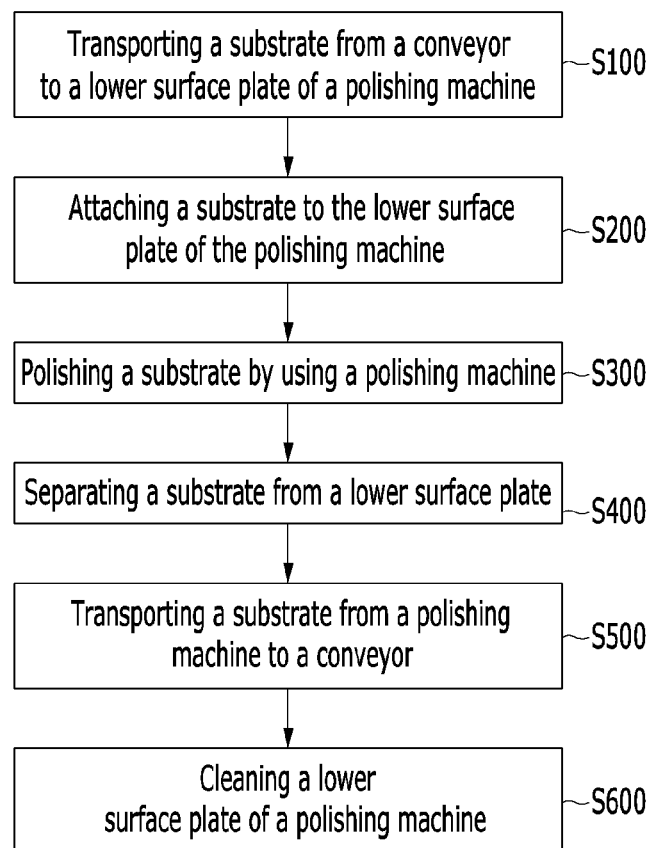 Transporting a substrate from a conveyor
to a lower surface plate of a polishing machine
S100
Attaching a substrate to the lower surface
plate of the polishing machine
S200
Polishing a substrate by using a polishing machine
S300
Separating a substrate from a lower surface plate
S400
Transporting a substrate from a polishing
machine to a conveyor
S500
Cleaning a lower
surface plate of a polishing machine
S600